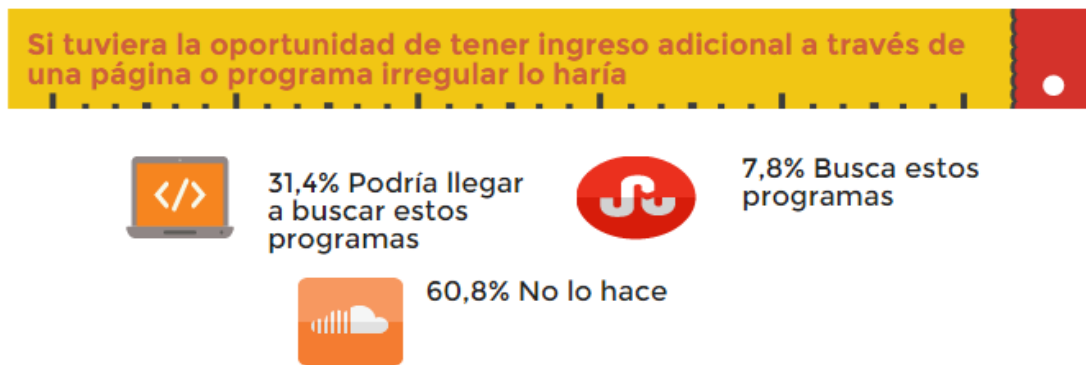 Si tuviera la oportunidad de tener ingreso adicional a través de
una página o programa irregular lo haría
</>
31,4% Podría llegar
a buscar estos
programas
7,8% Busca estos
programas
60,8% No lo hace